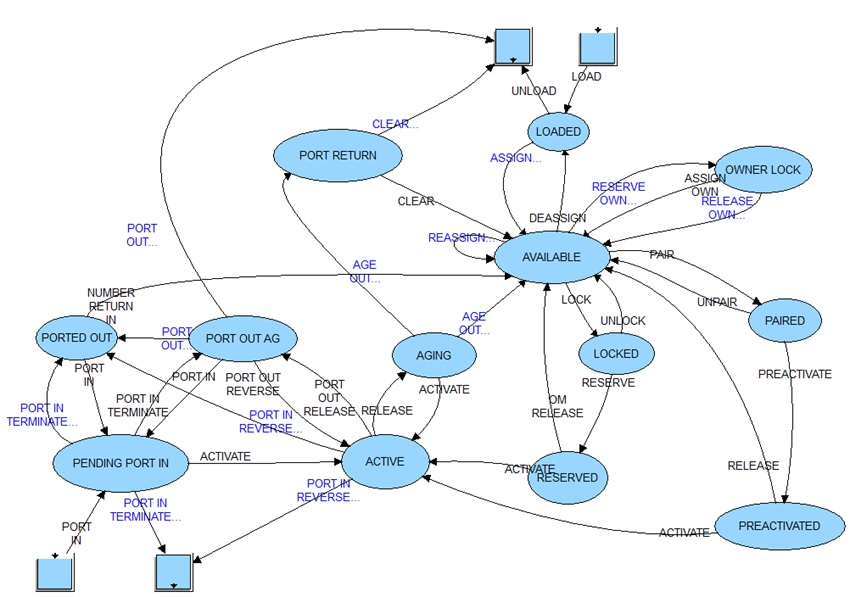 LOAD
UNLOAD
CLEAR...
LOADED
PORT RETURN
ASSIGN...
OWNER LOCK
ASSIGN
OWN
RESERVE
OWN...
CLEAR
RELEASE
OWN...
DEASSIGN
PORT
OUT...
REASSIGN...
AVAILABLE
PAIR
AGE
OUT...
NUMBER
RETURN
IN
LOCK
UNPAIR
AGE
OUT...
UNLOCK
PAIRED
PORTED OUT
PORT
OUT...
PORT OUT AG
AGING
LOCKED
PORT
IN
PORT IN
PORT OUT
REVERSE
PORT
OUT
RELEASE
ACTIVATE
RESERVE
PREACTIVATE
PORT IN
TERMINATE
PORT IN
TERMINATE...
PORT IN
REVERSE...
RELEASE
OM
RELEASE
PENDING PORT IN
ACTIVATE
ACTIVE
ACTIVATE
RESERVED
RELEASE
PORT IN
REVERSE...
PORT IN
TERMINATE...
PORT
IN
ACTIVATE
PREACTIVATED